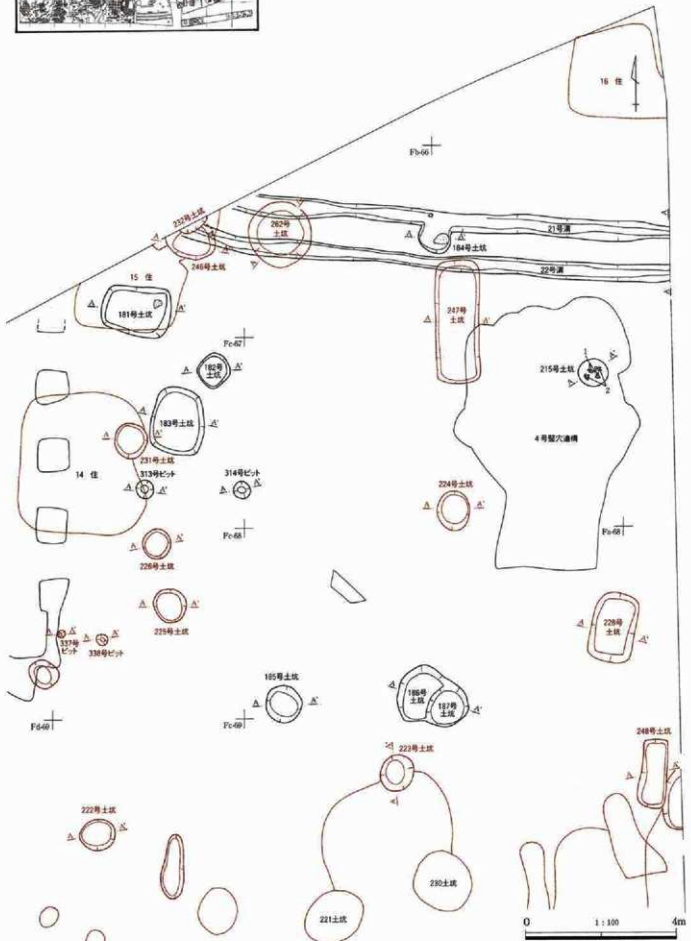 16 住
Fb-66
232号土坑
262号
土坑
21号溝
184号土坑
22号溝
246号土坑
15 住
181号土坑
247号
土坑
Fc-67
182号
土坑
215号土坑
1
2
183号土坑
4号竪穴遺構
231号土坑
14 住
313号ピット
314号ピット
224号土坑
Fc-68
226号土坑
225号土坑
228号
土坑
337号
ピット
338号ピット
185号土坑
186号
土坑
187号
土坑
Fd-69
Fc-69
223号土坑
248号土坑
222号土坑
230土坑
221土坑
0
1:100
4m